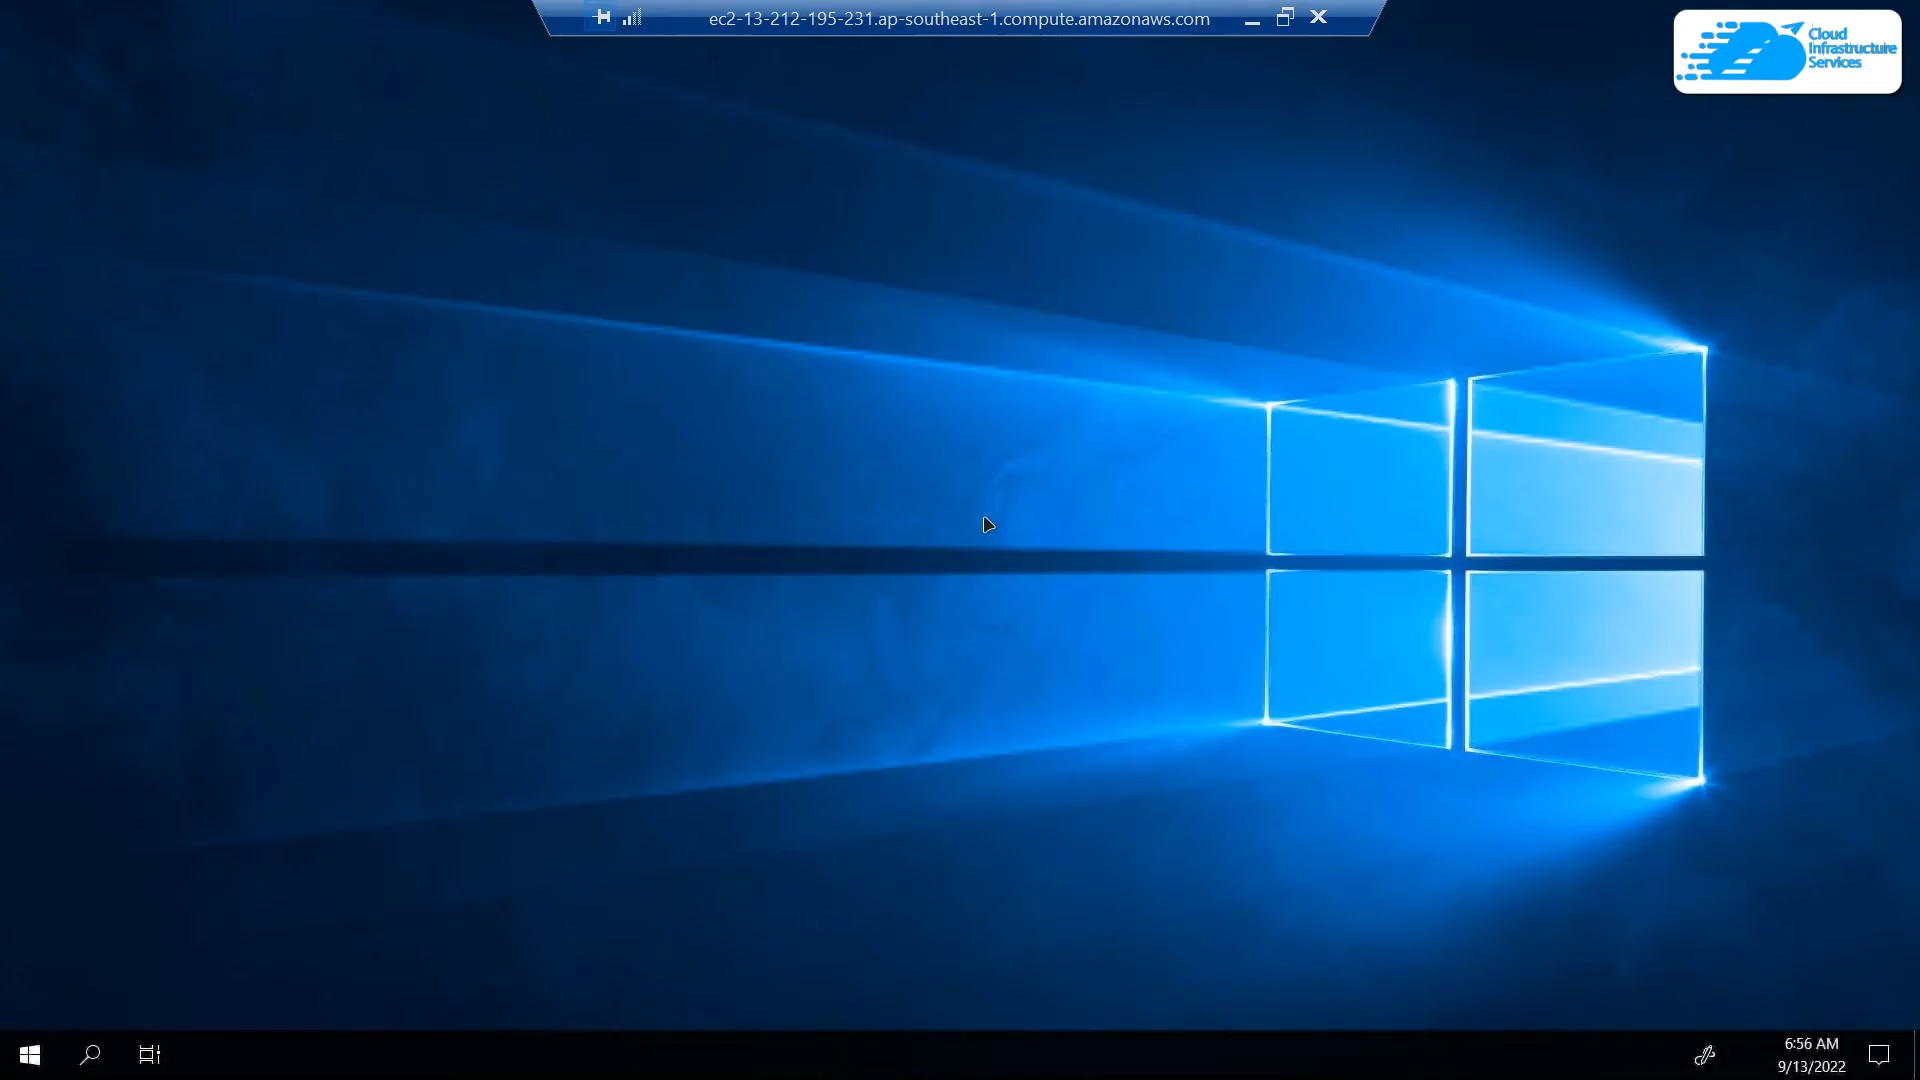 ec2-13-212-195-231.ap-southeast-1.compute.amazonaws.com
Cloud
Infrastructure
Services
6:56 AM
9/13/2022